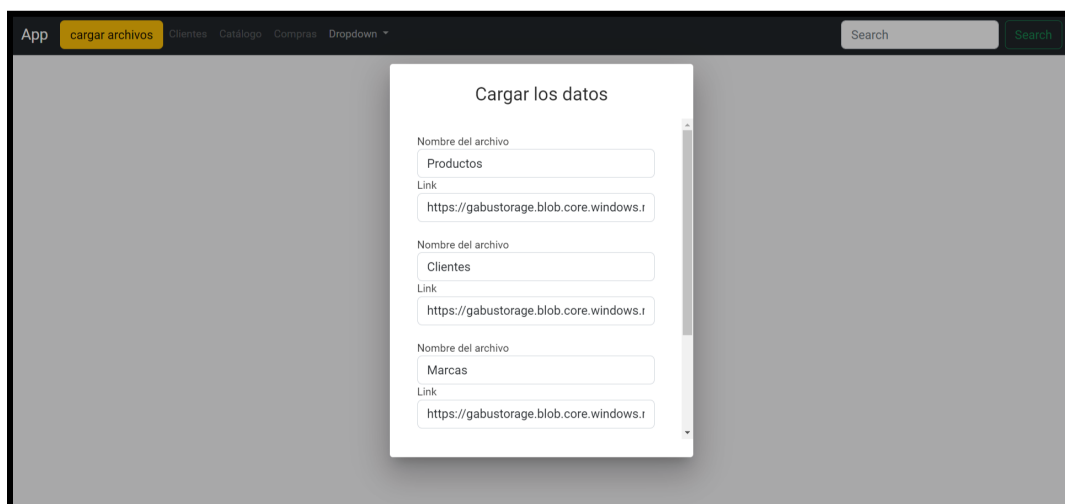 App cargar archivos Clientes Catálogo Compras Dropdown Search Search
Cargar los datos
Nombre del archivo
Productos
Link
https://gabustorage.blob.core.windows.r
Nombre del archivo
Clientes
Link
https://gabustorage.blob.core.windows.r
Nombre del archivo
Marcas
Link
https://gabustorage.blob.core.windows.r